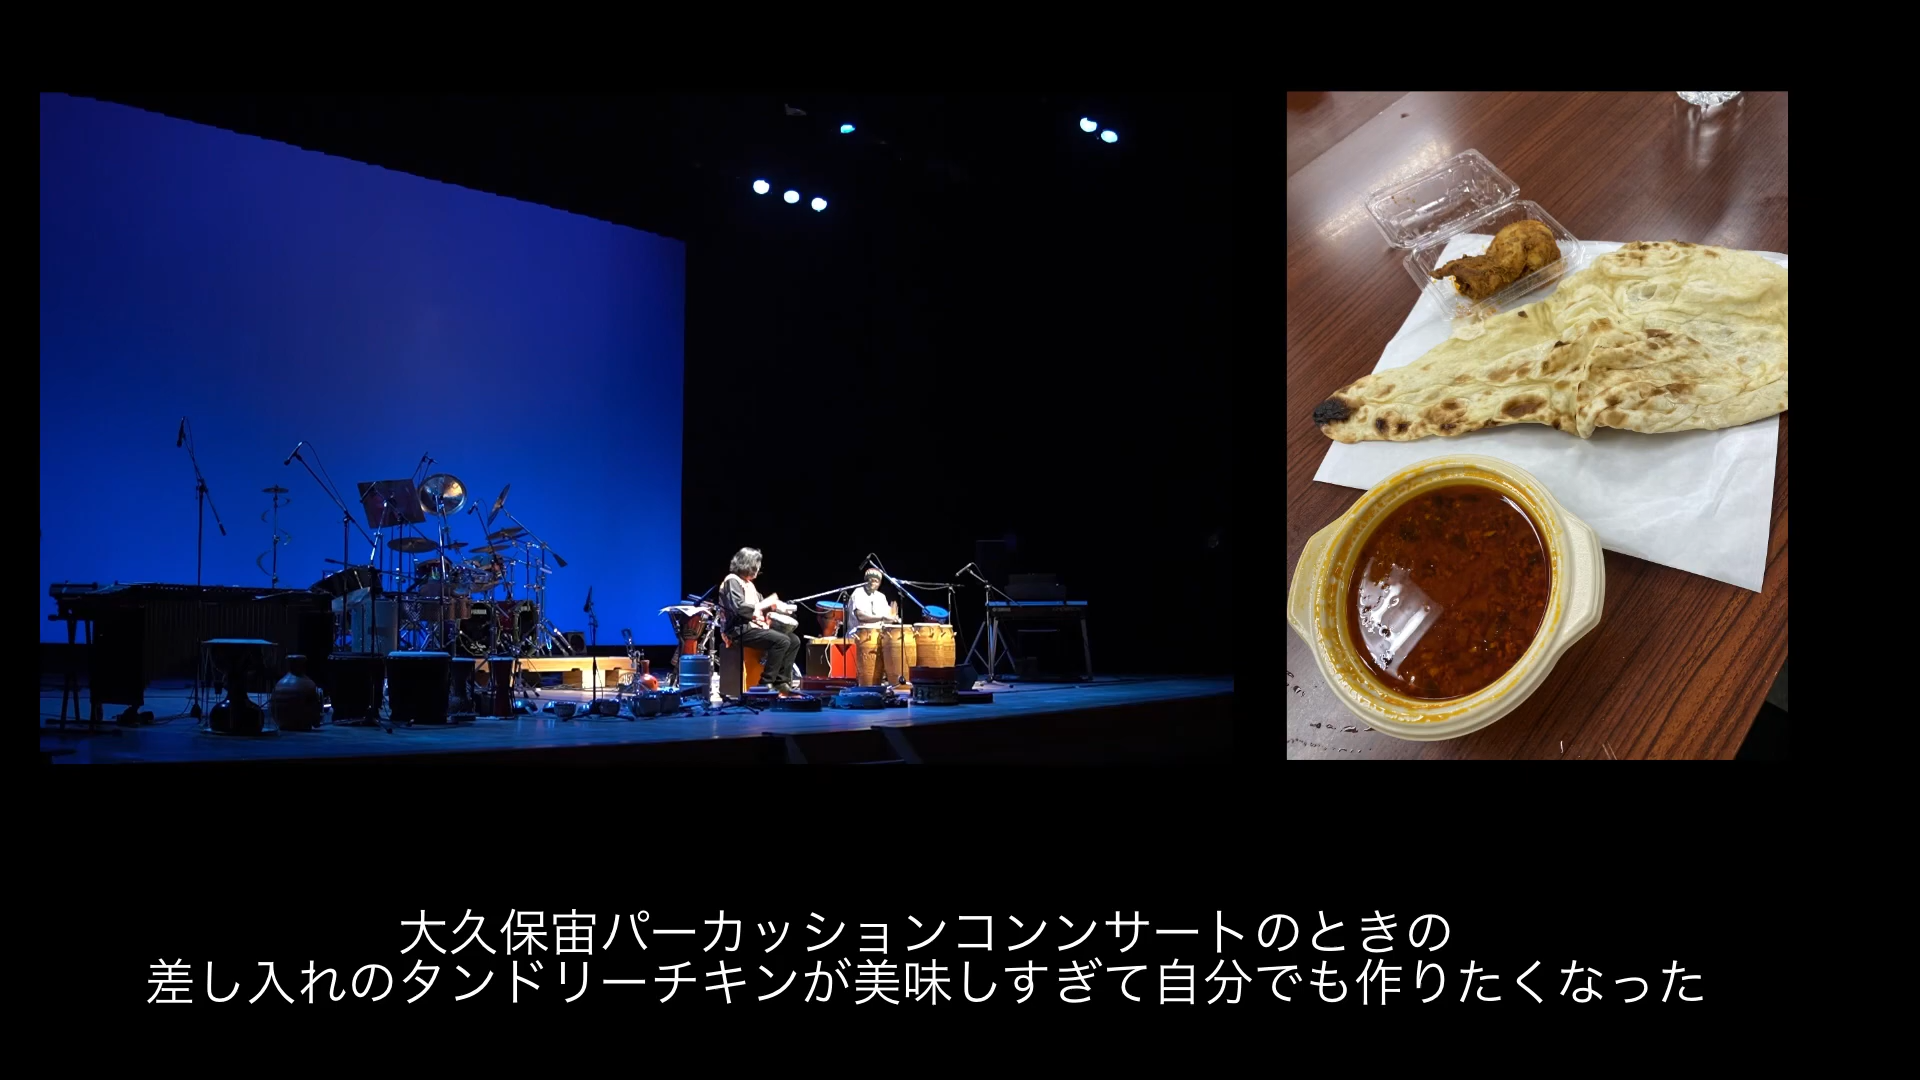 大久保宙パーカッションコンンサートのときの
差し入れのタンドリーチキンが美味しすぎて自分でも作りたくなった